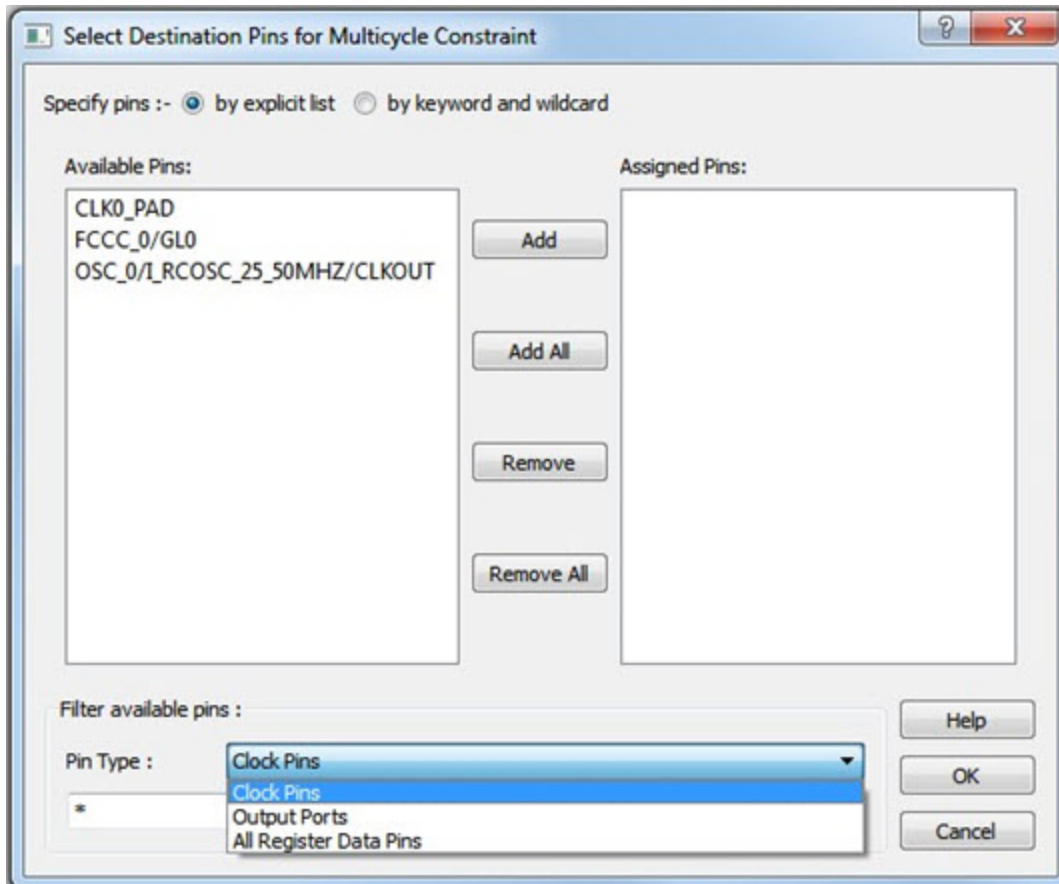 Select Destination Pins for Multicycle Constraint
Specify pins :- by explicit list by keyword and wildcard
Available Pins:
Assigned Pins:
CLK0_PAD
FCCC_0/GL0
OSC_0/I_RCOSC_25_50MHZ/CLKOUT
Add
Add All
Remove
Remove All
Filter available pins :
Pin Type :
Clock Pins
Clock Pins
Output Ports
All Register Data Pins
*
Help
OK
Cancel